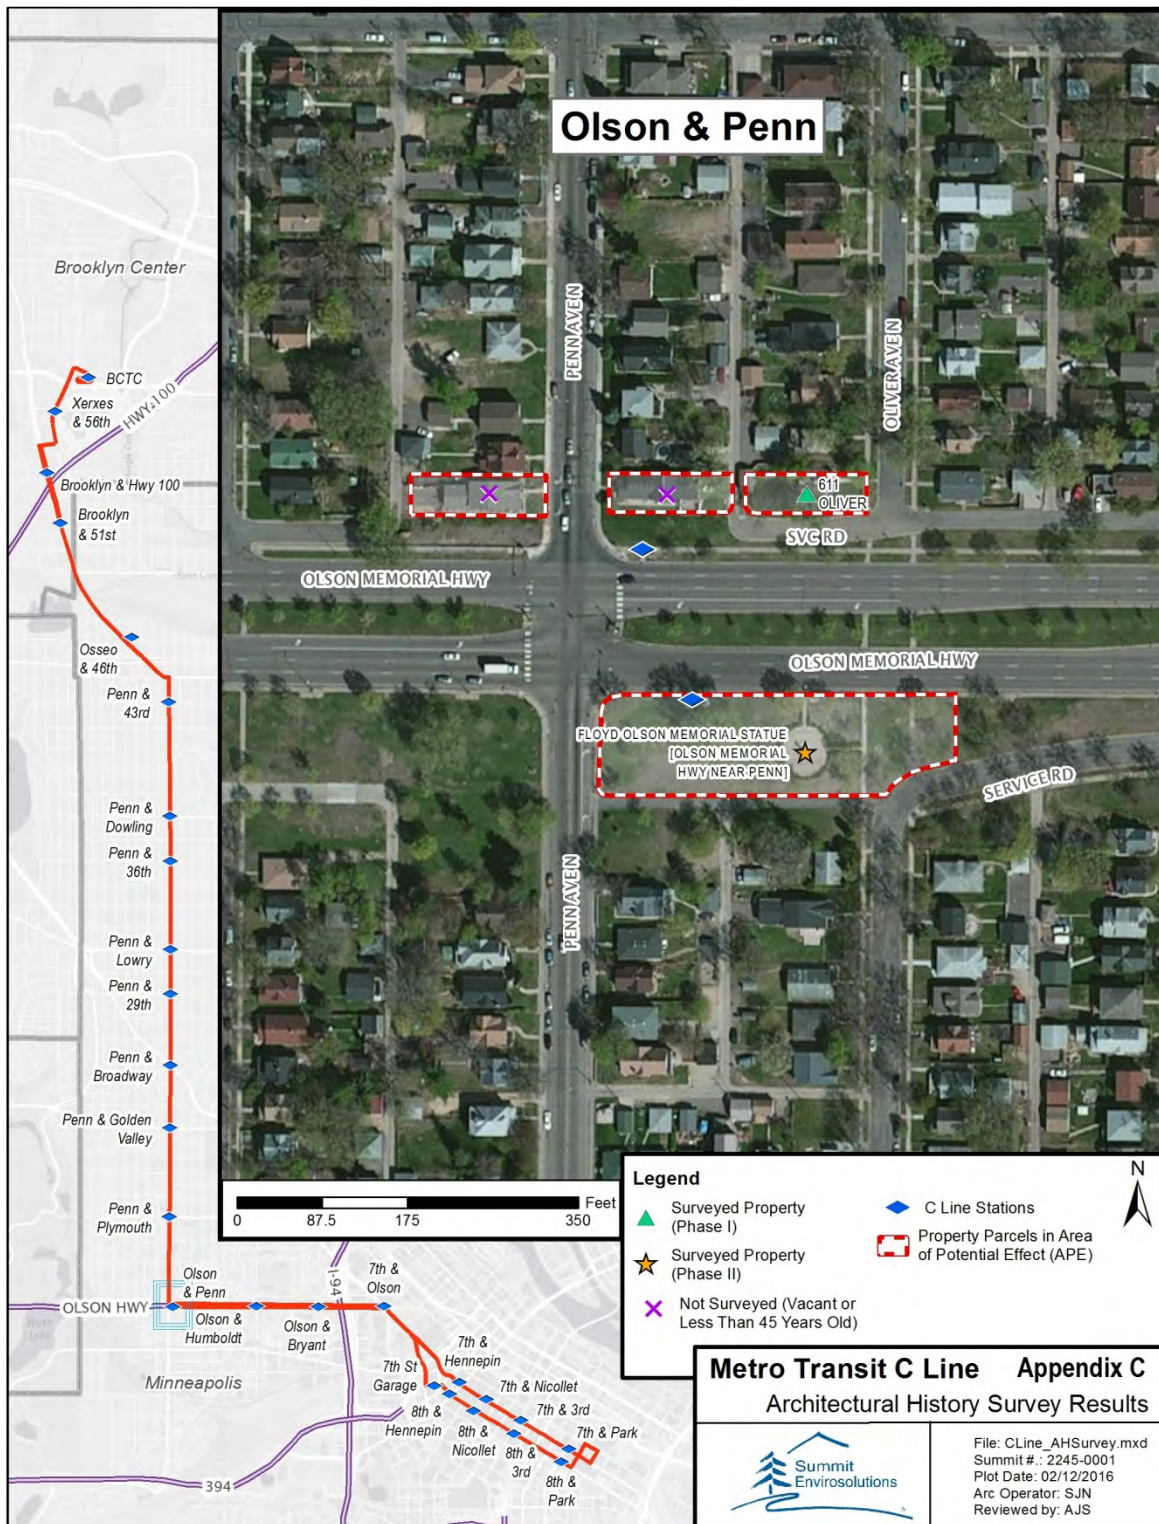 Olson & Penn
Brooklyn Center
BCTC
Xerxes
& 56th
HWY 100
Brooklyn & Hwy 100
Brooklyn
& 51st
Osseo
& 46th
Penn &
43rd
Penn &
Dowling
Penn &
36th
Penn &
Lowry
Penn &
29th
Penn &
Broadway
Penn & Golden
Valley
Penn &
Plymouth
Olson
& Penn
OLSON HWY
Olson &
Humboldt
Olson &
Bryant
I-94
7th &
Olson
Minneapolis
7th St
Garage
7th &
Hennepin
7th & Nicollet
7th & 3rd
7th & Park
8th &
Hennepin
8th &
Nicollet
8th &
3rd
8th &
Park
394
PENN AVE N
OLIVER AVE N
611
OLIVER
SVC RD
OLSON MEMORIAL HWY
OLSON MEMORIAL HWY
FLOYD OLSON MEMORIAL STATUE
[OLSON MEMORIAL
HWY NEAR PENN]
SERVICE RD
PENN AVE N
Feet
0 87.5 175 350
Legend
Surveyed Property
(Phase I)
Surveyed Property
(Phase II)
Not Surveyed (Vacant or
Less Than 45 Years Old)
C Line Stations
Property Parcels in Area
of Potential Effect (APE)
N
Metro Transit C Line Appendix C
Architectural History Survey Results
Summit
Envirosolutions
File: CLine_AHSurvey.mxd
Summit #.: 2245-0001
Plot Date: 02/12/2016
Arc Operator: SJN
Reviewed by: AJS